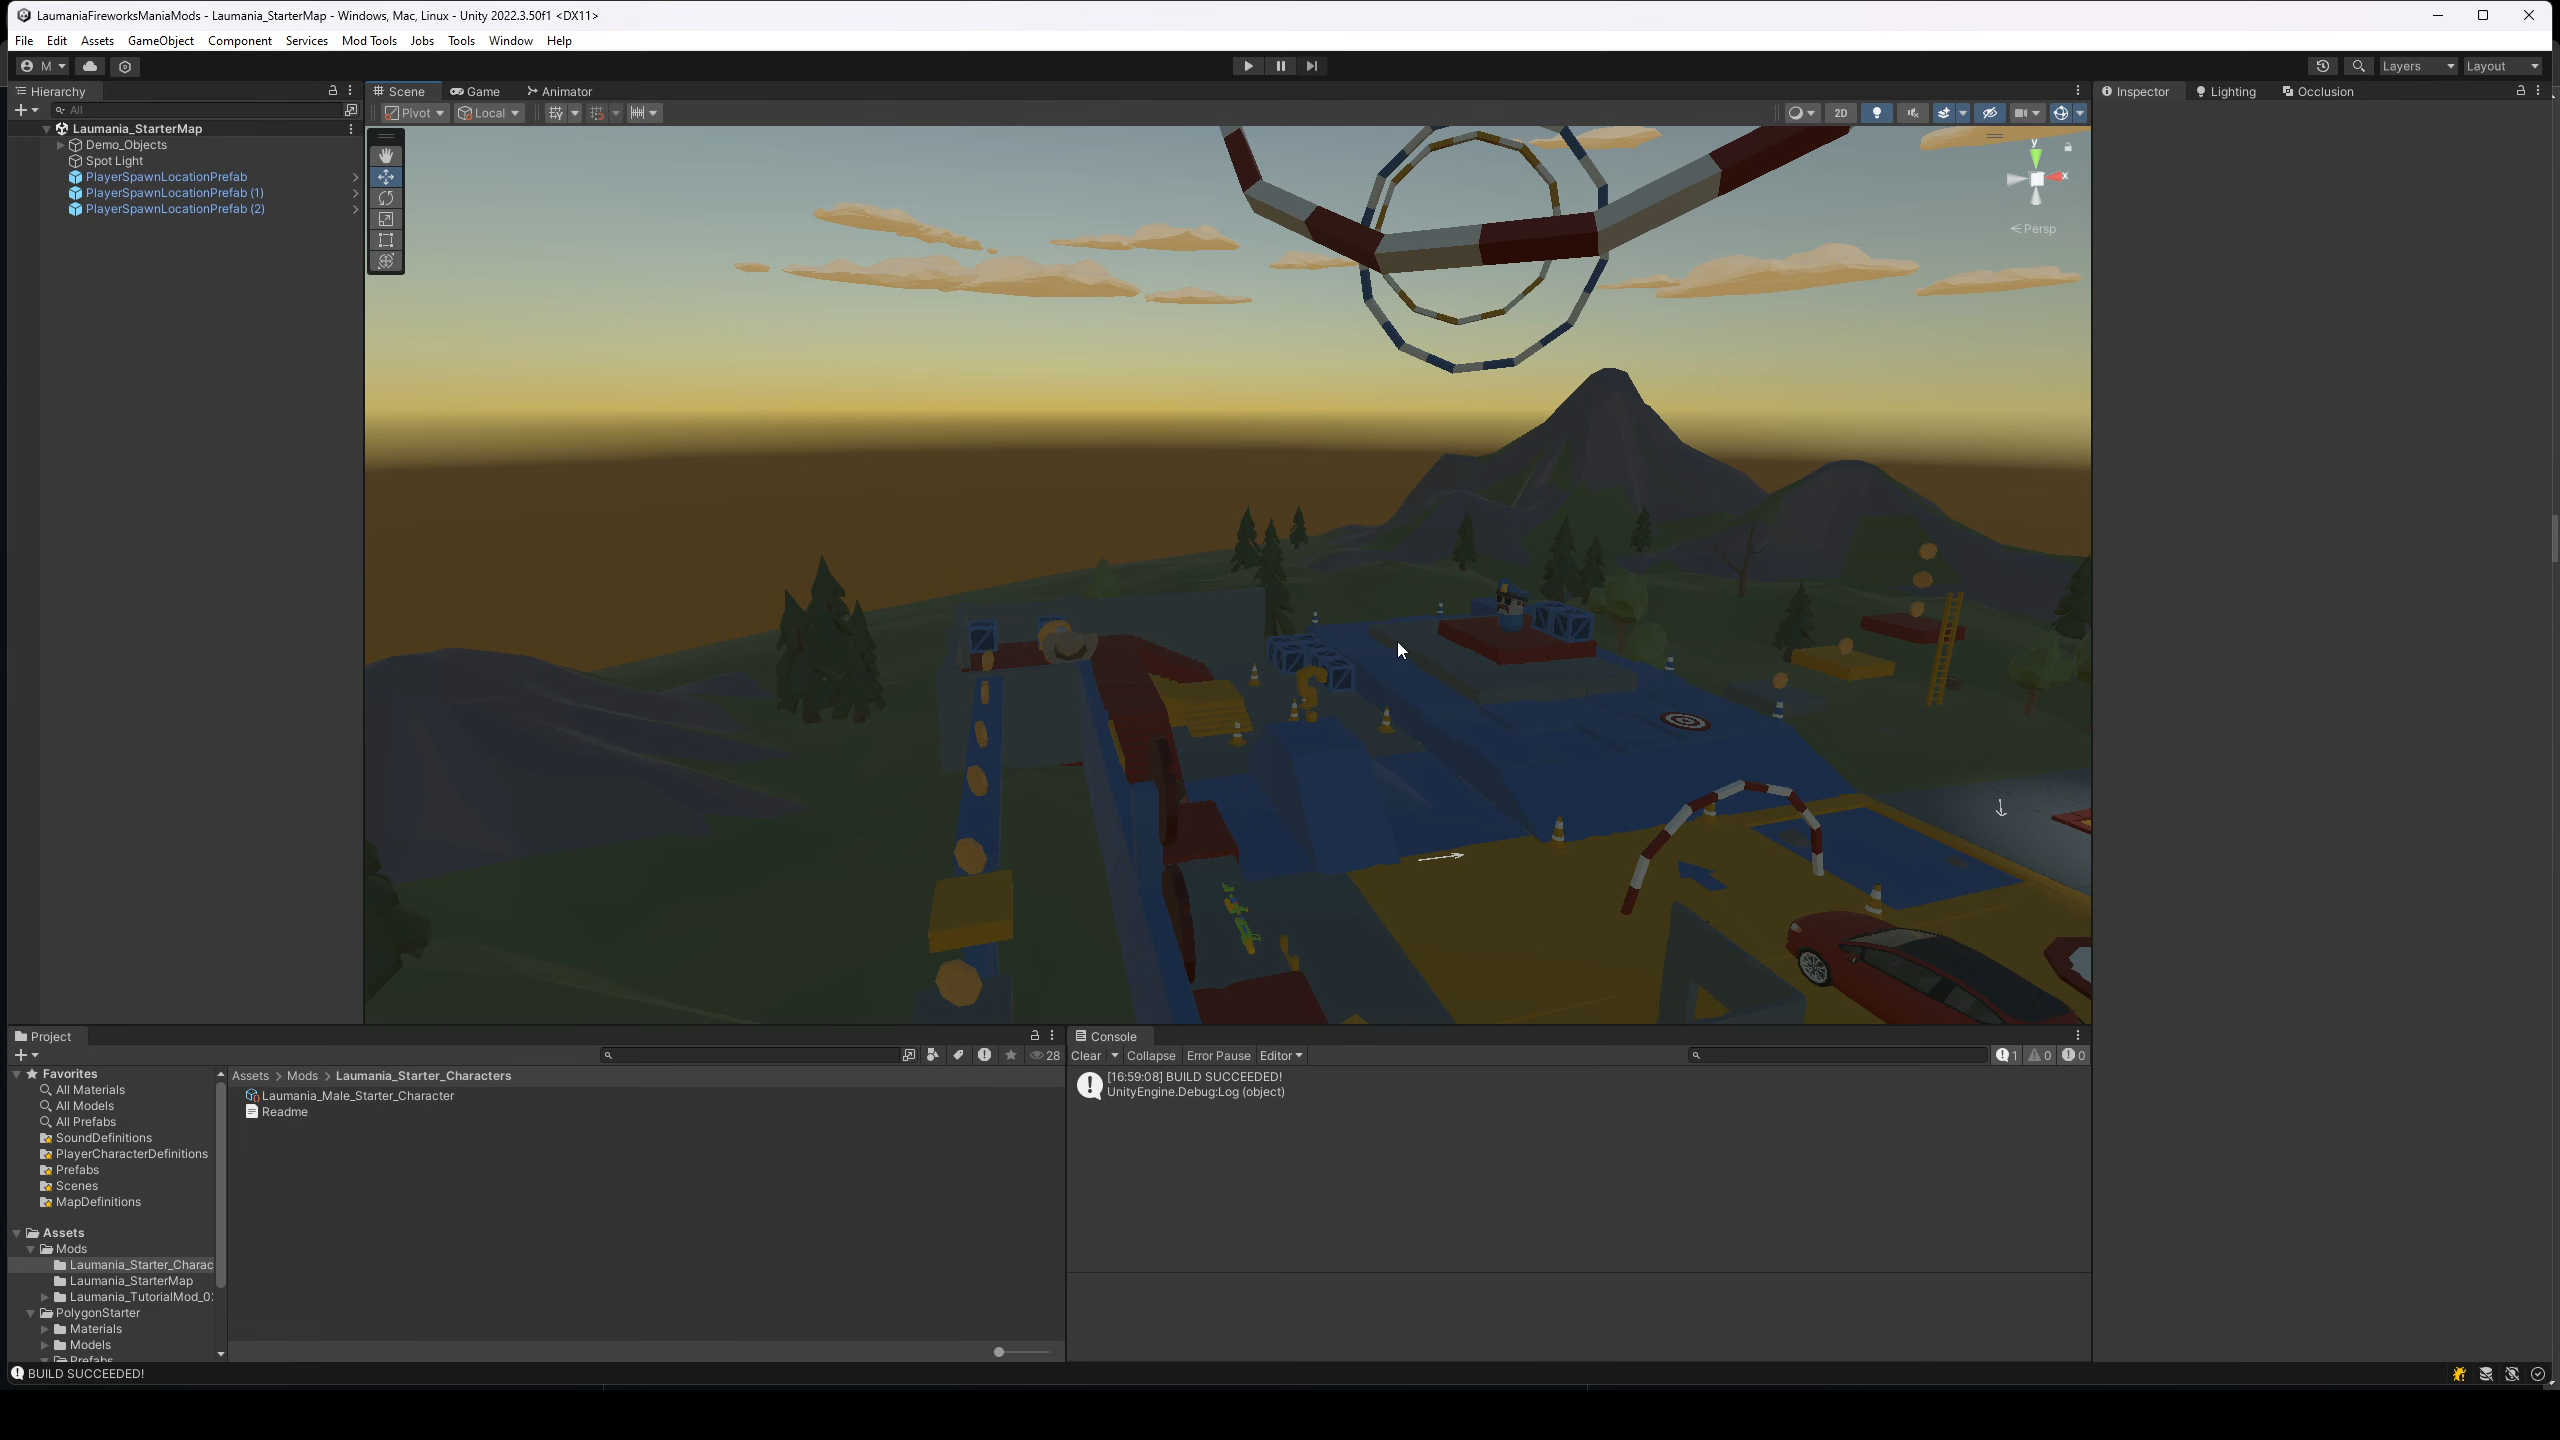 LaumaniaFireworksManiaMods - Laumania_StarterMap - Windows, Mac, Linux - Unity 2022.3.50f1 <DX11>
File Edit Assets GameObject Component Services Mod Tools Jobs Tools Window Help
M
Layers
Layout
Hierarchy
All
Laumania_StarterMap
Demo_Objects
Spot Light
PlayerSpawnLocationPrefab
PlayerSpawnLocationPrefab (1)
PlayerSpawnLocationPrefab (2)
Scene
Game
Animator
Pivot
Local
2D
y
x
Persp
Inspector
Lighting
Occlusion
Project
28
Favorites
All Materials
All Models
All Prefabs
SoundDefinitions
PlayerCharacterDefinitions
Prefabs
Scenes
MapDefinitions
Assets
Mods
Laumania_Starter_Charac
Laumania_StarterMap
Laumania_TutorialMod_0
PolygonStarter
Materials
Models
Prefabs
Assets > Mods > Laumania_Starter_Characters
Laumania_Male_Starter_Character
Readme
Console
Clear
Collapse
Error Pause
Editor
1
0
0
[16:59:08] BUILD SUCCEEDED!
UnityEngine.Debug:Log (object)
BUILD SUCCEEDED!